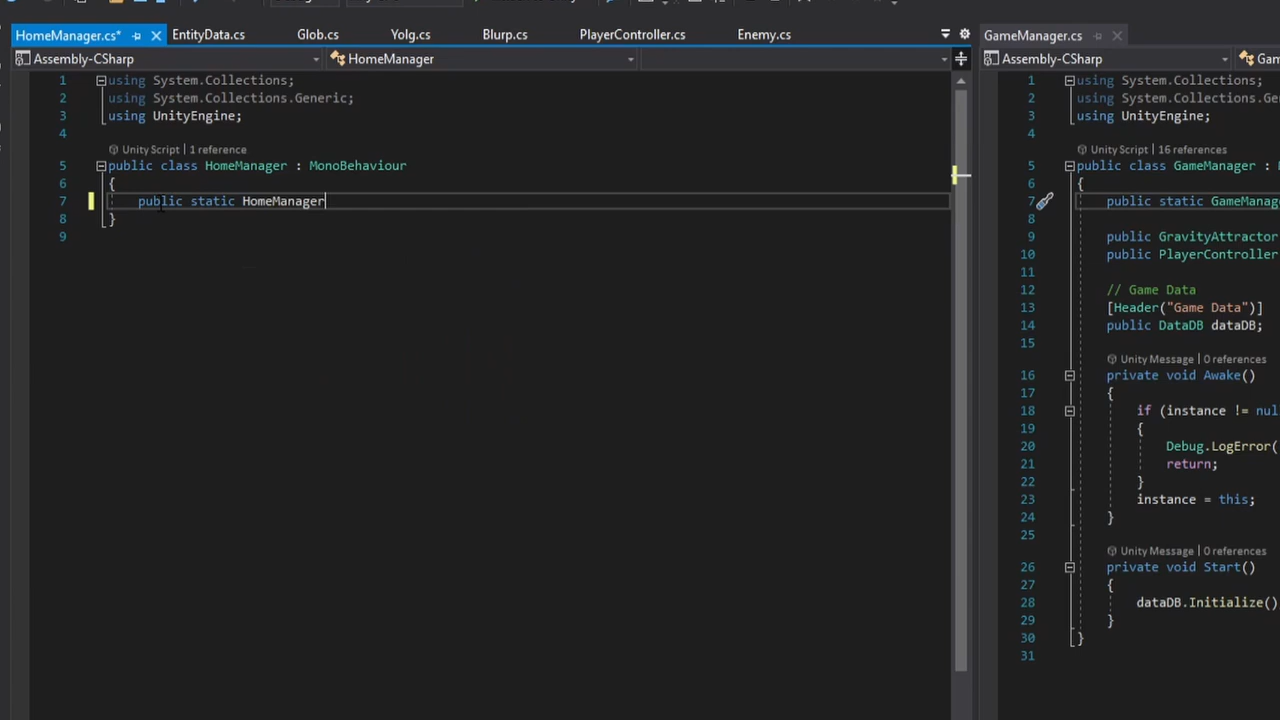 HomeManager.cs* EntityData.cs Glob.cs Yolg.cs Blurp.cs PlayerController.cs Enemy.cs
Assembly-CSharp HomeManager
1 using System.Collections;
2 using System.Collections.Generic;
3 using UnityEngine;
4
Unity Script | 1 reference
5 public class HomeManager : MonoBehaviour
6 {
7 public static HomeManager
8 }
9
GameManager.cs
Assembly-CSharp
1 using System.Collections;
2 using System.Collections.Ge
3 using UnityEngine;
4
Unity Script | 16 references
5 public class GameManager :
6 {
7 public static GameManage
8
9 public GravityAttractor
10 public PlayerController
11
12 // Game Data
13 [Header("Game Data")]
14 public DataDB dataDB;
15
Unity Message | 0 references
16 private void Awake()
17 {
18 if (instance != nul
19 {
20 Debug.LogError(
21 return;
22 }
23 instance = this;
24 }
25
Unity Message | 0 references
26 private void Start()
27 {
28 dataDB.Initialize()
29 }
30 }
31